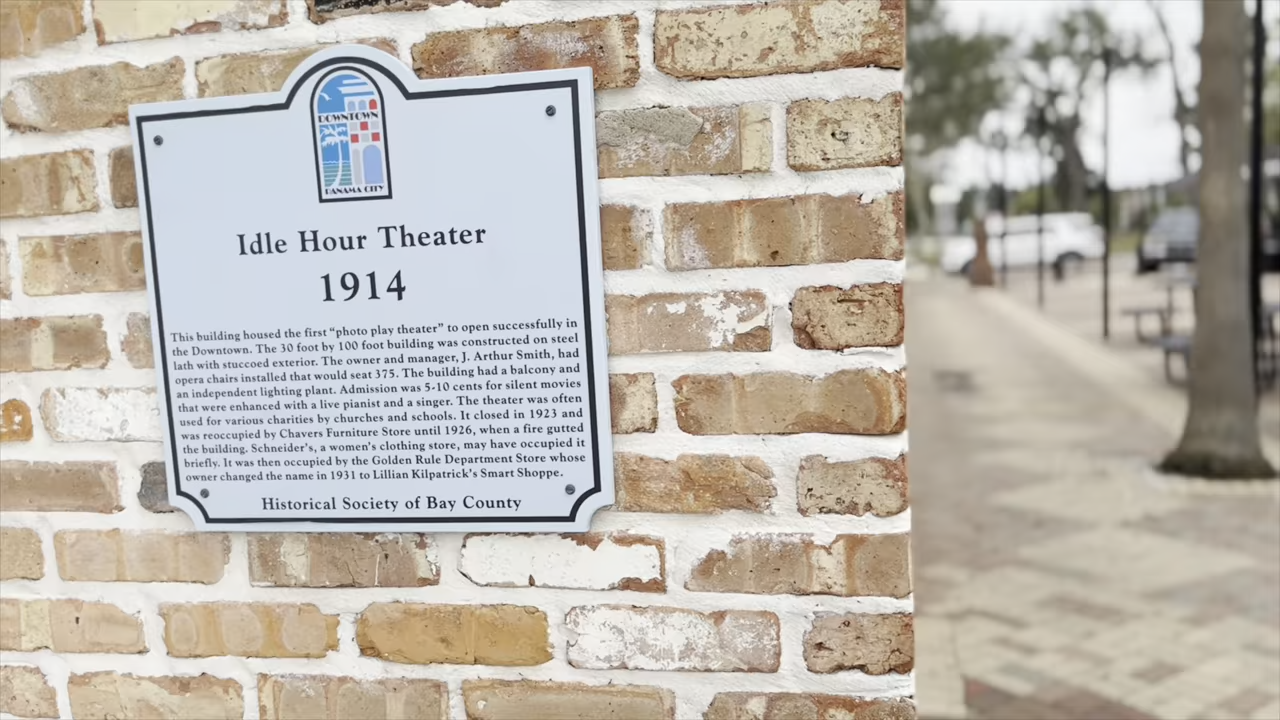 DOWNTOWN
PANAMA CITY
Idle Hour Theater
1914
This building housed the first “photo play theater” to open successfully in
the Downtown. The 30 foot by 100 foot building was constructed on steel
lath with stuccoed exterior. The owner and manager, J. Arthur Smith, had
opera chairs installed that would seat 375. The building had a balcony and
an independent lighting plant. Admission was 5-10 cents for silent movies
that were enhanced with a live pianist and a singer. The theater was often
used for various charities by churches and schools. It closed in 1923 and
was reoccupied by Chavers Furniture Store until 1926, when a fire gutted
the building. Schneider’s, a women’s clothing store, may have occupied it
briefly. It was then occupied by the Golden Rule Department Store whose
owner changed the name in 1931 to Lillian Kilpatrick’s Smart Shoppe.
Historical Society of Bay County